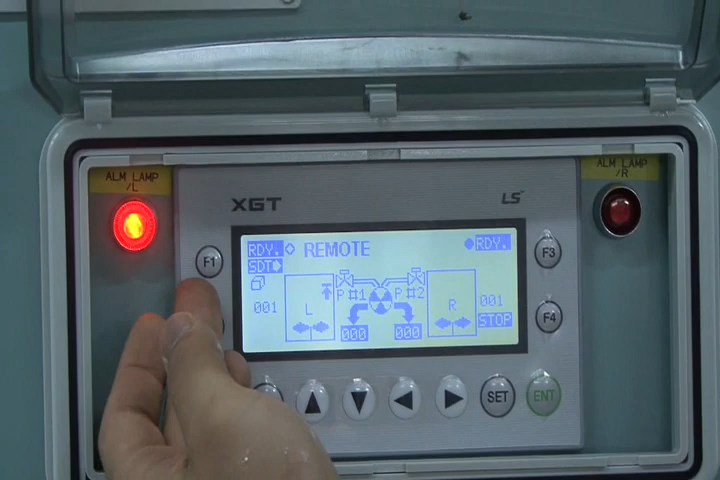 ALM LAMP
/L
ALM LAMP
/R
XGT
LS
RDY.
REMOTE
RDY.
SDT
P #1
P #2
001
L
R
001
STOP
000
000
F1
F3
F4
SET
ENT